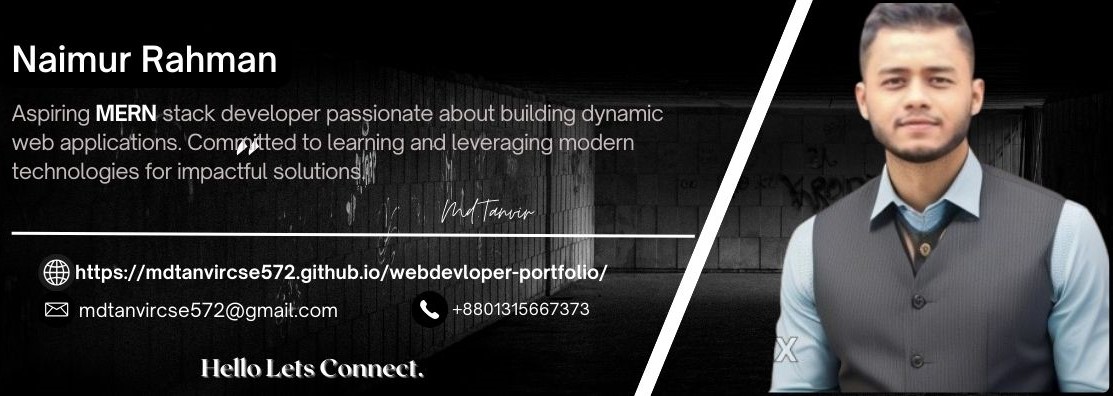 Naimur Rahman
Aspiring MERN stack developer passionate about building dynamic
web applications. Committed to learning and leveraging modern
technologies for impactful solutions.
Md Tanvir
https://mdtanvircse572.github.io/webdevloper-portfolio/
mdtanvircse572@gmail.com
+8801315667373
Hello Lets Connect.
X